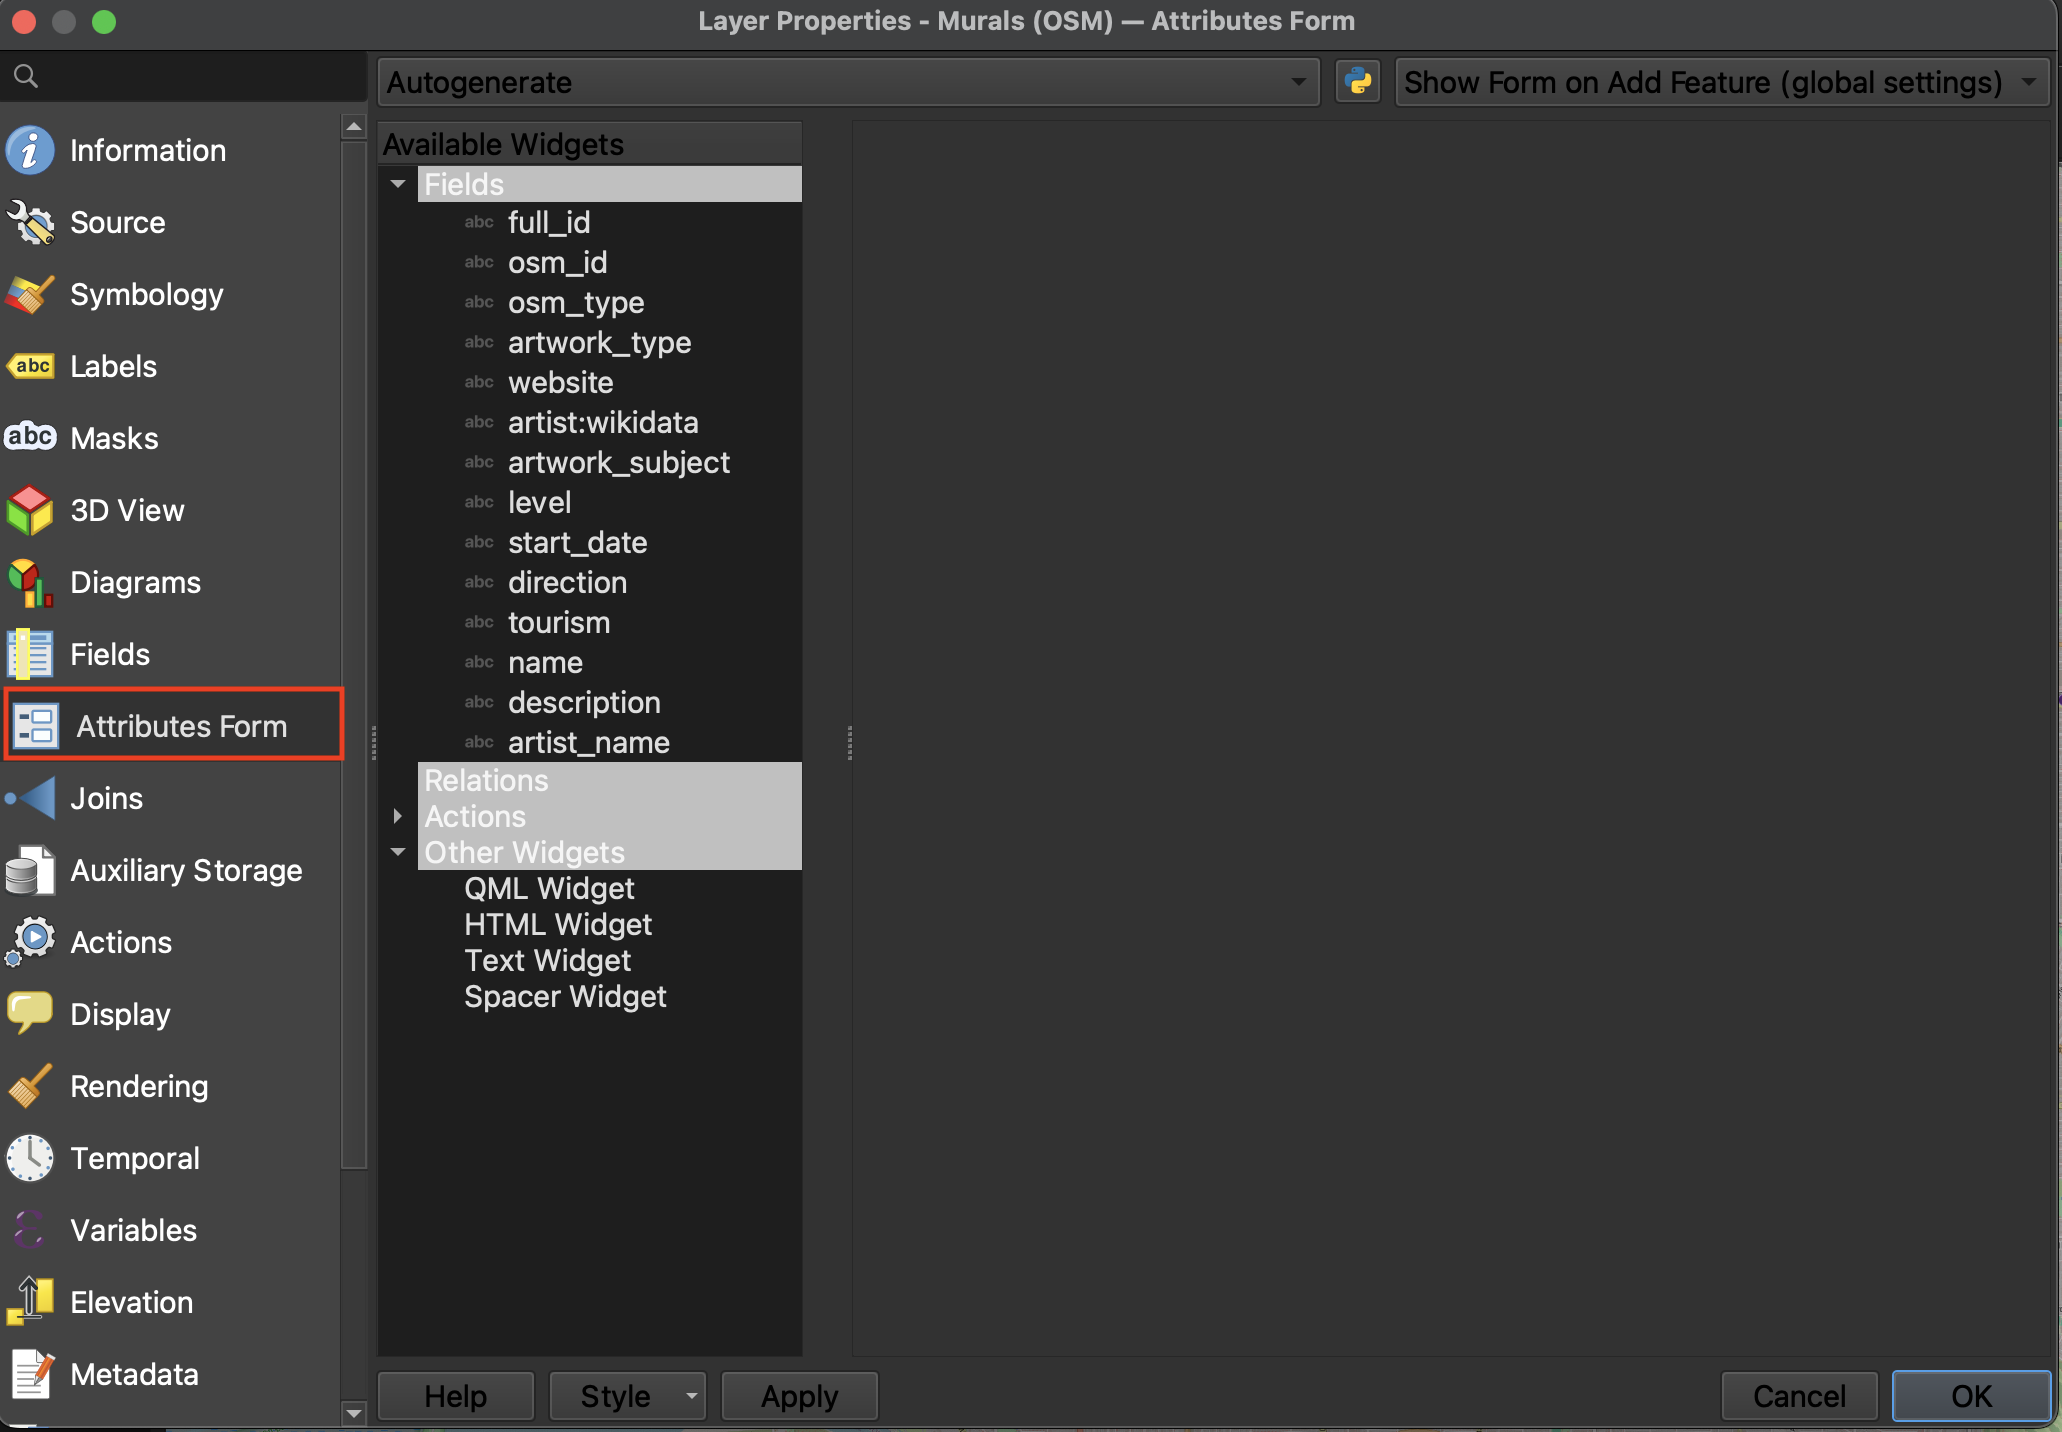 Layer Properties - Murals (OSM) — Attributes Form
Autogenerate
Show Form on Add Feature (global settings)
Information
Source
Symbology
abc Labels
abc Masks
3D View
Diagrams
Fields
Attributes Form
Joins
Auxiliary Storage
Actions
Display
Rendering
Temporal
Variables
Elevation
Metadata
Available Widgets
Fields
abc full_id
abc osm_id
abc osm_type
abc artwork_type
abc website
abc artist:wikidata
abc artwork_subject
abc level
abc start_date
abc direction
abc tourism
abc name
abc description
abc artist_name
Relations
Actions
Other Widgets
QML Widget
HTML Widget
Text Widget
Spacer Widget
Help
Style
Apply
Cancel
OK